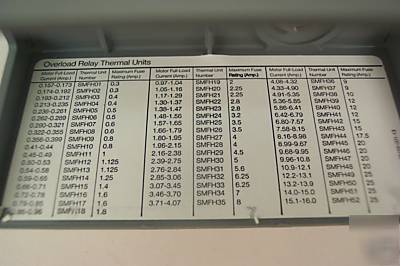 Overload Relay Thermal Units
Motor Full-Load Current (Amp.) Thermal Unit Number Maximum Fuse Rating (Amp.) Motor Full-Load Current (Amp.) Thermal Unit Number Maximum Fuse Rating (Amp.) Motor Full-Load Current (Amp.) Thermal Unit Number Maximum Fuse Rating (Amp.)
0.157-0.173 SMFH01 0.3 0.97-1.04 SMFH19 2 4.08-4.32 SMFH36 9
0.174-0.192 SMFH02 0.3 1.05-1.16 SMFH20 2.25 4.33-4.90 SMFH37 9
0.193-0.212 SMFH03 0.4 1.17-1.29 SMFH21 2.25 4.91-5.35 SMFH38 10
0.213-0.235 SMFH04 0.4 1.30-1.37 SMFH22 2.8 5.36-5.85 SMFH39 12
SMFH05 0.5 1.38-1.47 SMFH23 2.8 5.86-6.41 SMFH40 12
0.262-0.289 SMFH06 0.5 1.48-1.55 SMFH24 3.2 6.42-6.79 SMFH41 12
SMFH07 0.6 1.56-1.65 SMFH25 3.2 6.80-7.57 SMFH42 15
0.322-0.355 SMFH08 0.6 1.66-1.79 SMFH26 3.2 7.58-8.15 SMFH43 15
0.356-0.409 SMFH09 0.8 1.80-1.95 SMFH27 4 8.16-8.98 SMFH44 17.5
0.41-0.44 SMFH10 0.8 1.96-2.15 SMFH28 4 8.99-9.67 SMFH45 20
0.45-0.49 SMFH11 1 2.16-2.38 SMFH29 4.5 9.68-9.95 SMFH46 20
0.50-0.53 SMFH12 1.125 2.39-2.75 SMFH30 5 9.96-10.8 SMFH47 20
0.54-0.58 SMFH13 1.125 2.76-2.84 SMFH31 5.6 10.9-12.1 SMFH48 20
0.59-0.65 SMFH14 1.25 2.85-3.06 SMFH32 6.25 12.2-13.1 SMFH49 25
0.66-0.71 SMFH15 1.4 3.07-3.45 SMFH33 6.25 13.2-13.9 SMFH50 25
0.72-0.78 SMFH16 1.6 3.46-3.70 SMFH34 7 14.0-15.0 SMFH51 25
0.79-0.85 SMFH17 1.6 3.71-4.07 SMFH35 8 15.1-16.0 SMFH52 25
0.86-0.96 SMFH18 1.8